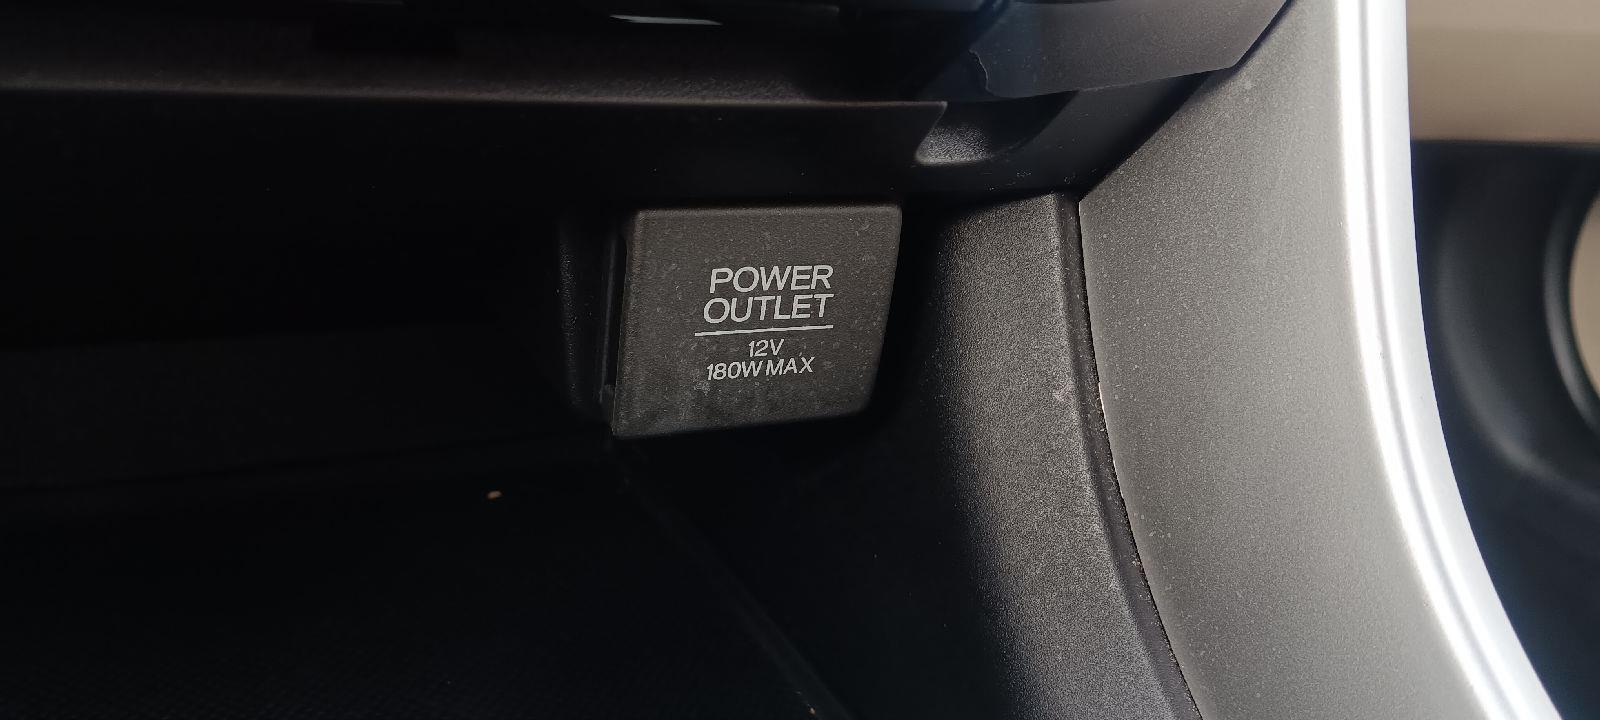 POWER
OUTLET
12V
180W MAX